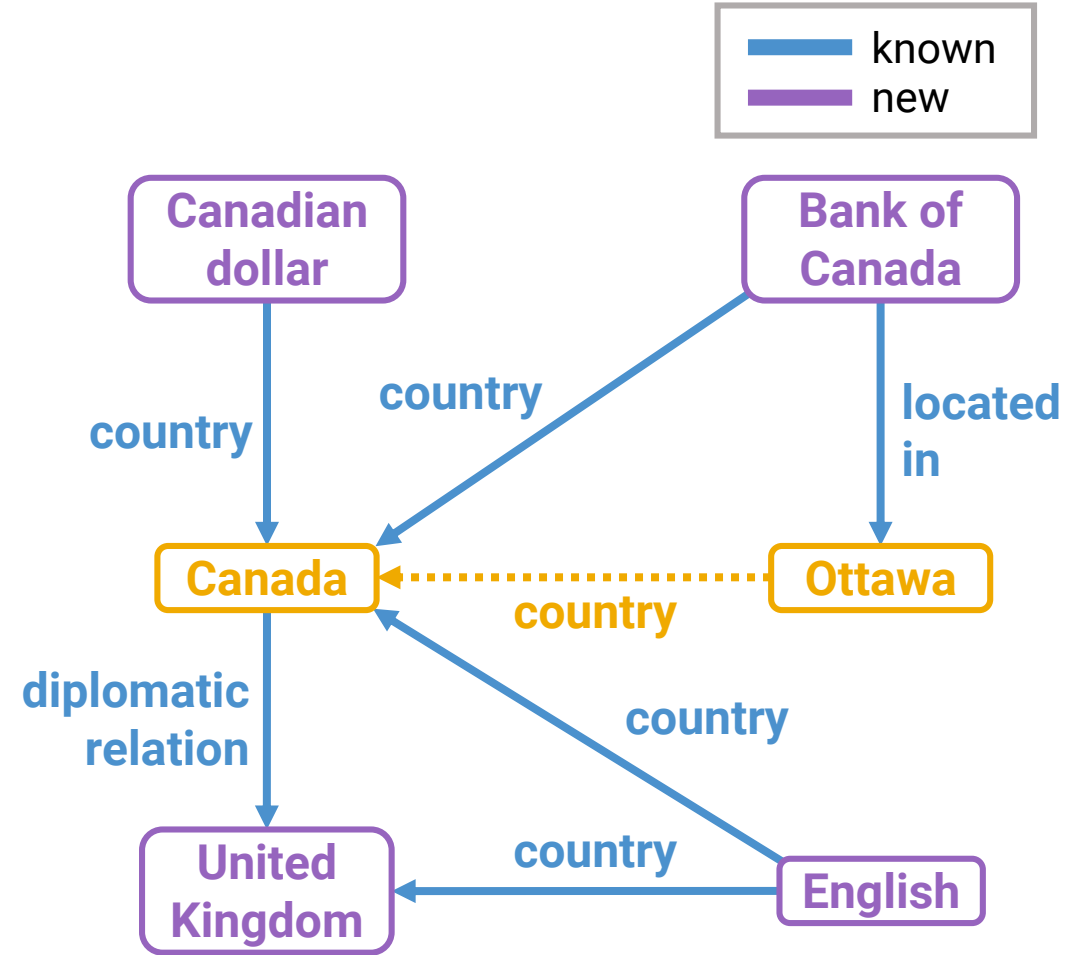 known
new
Canadian
dollar
Bank of
Canada
country
country
located
in
Canada
Ottawa
country
diplomatic
relation
country
United
Kingdom
country
English